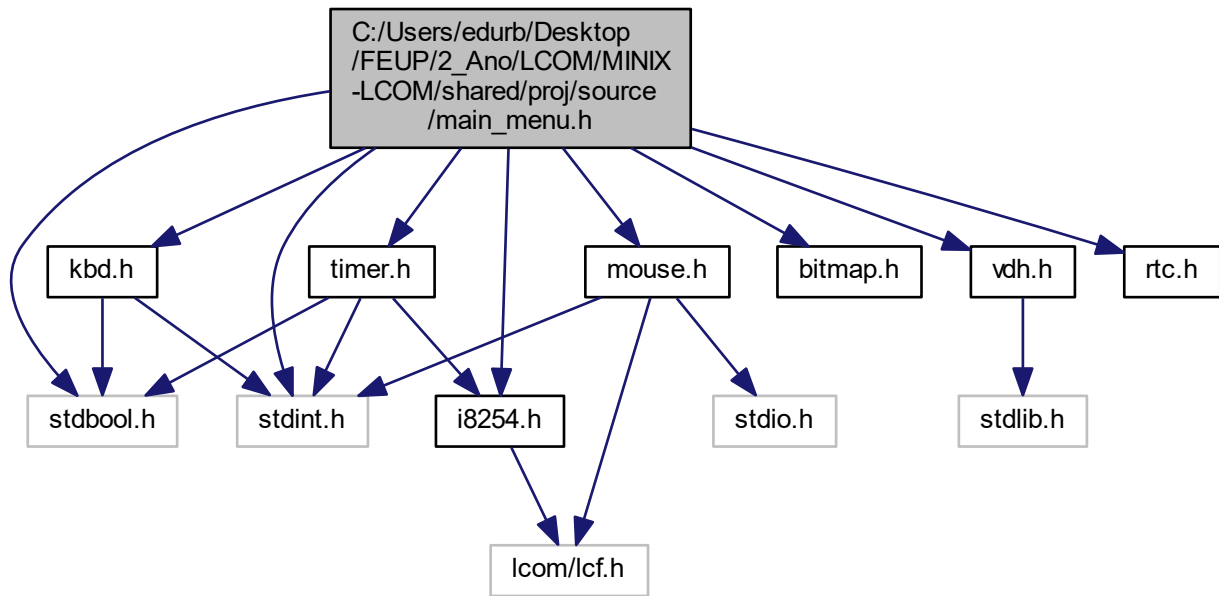 C:/Users/edurb/Desktop
/FEUP/2_Ano/LCOM/MINIX
-LCOM/shared/proj/source
/main_menu.h
kbd.h
timer.h
mouse.h
bitmap.h
vdh.h
rtc.h
stdbool.h
stdint.h
i8254.h
stdio.h
stdlib.h
lcom/lcf.h